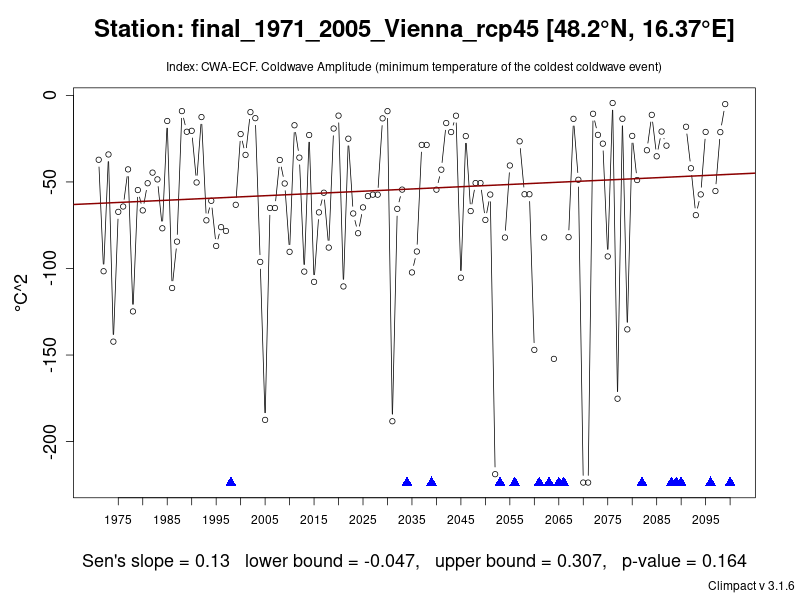 Station: final_1971_2005_Vienna_rcp45 [48.2°N, 16.37°E]
Index: CWA-ECF. Coldwave Amplitude (minimum temperature of the coldest coldwave event)
°C^2
0
-50
-100
-150
-200
1975 1985 1995 2005 2015 2025 2035 2045 2055 2065 2075 2085 2095
Sen's slope = 0.13 lower bound = -0.047, upper bound = 0.307, p-value = 0.164
Climpact v 3.1.6